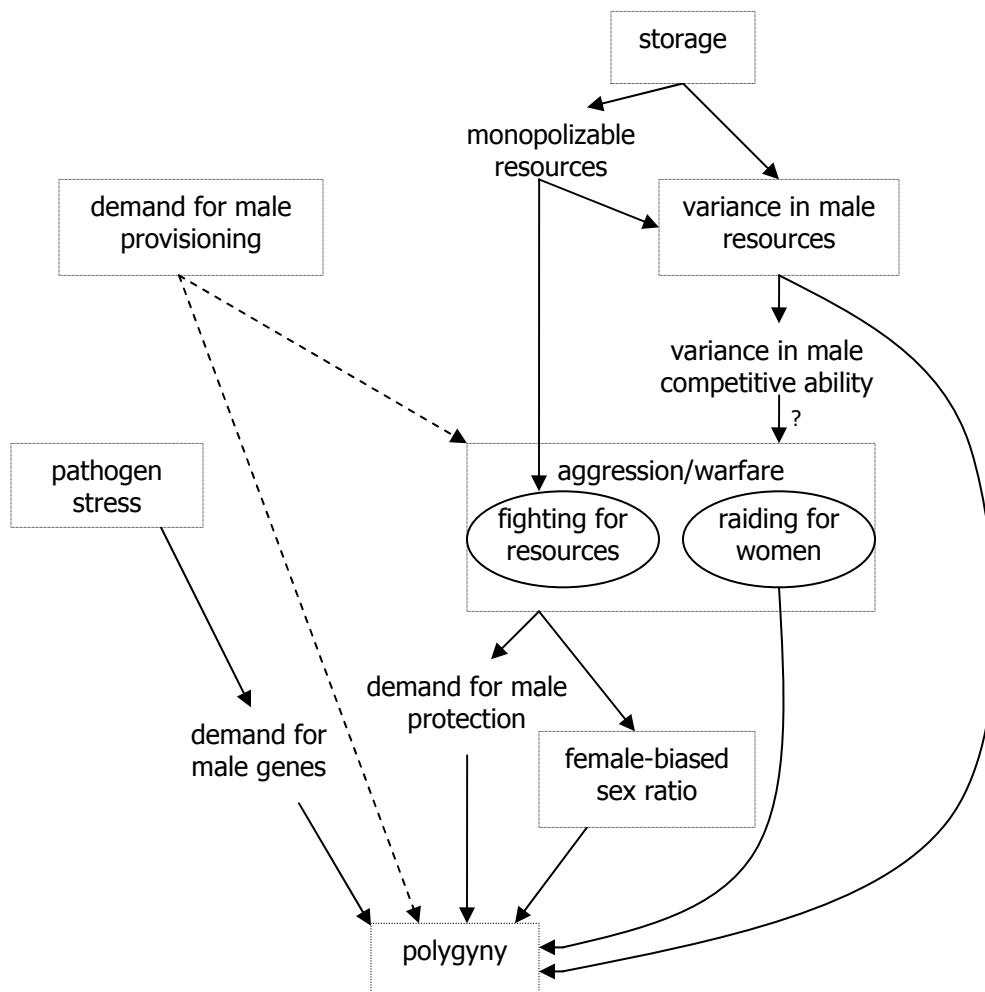 storage
monopolizable
resources
demand for male
provisioning
variance in male
resources
variance in male
competitive ability
?
pathogen
stress
aggression/warfare
fighting for
resources
raiding for
women
demand for male
protection
demand for
male genes
female-biased
sex ratio
polygyny